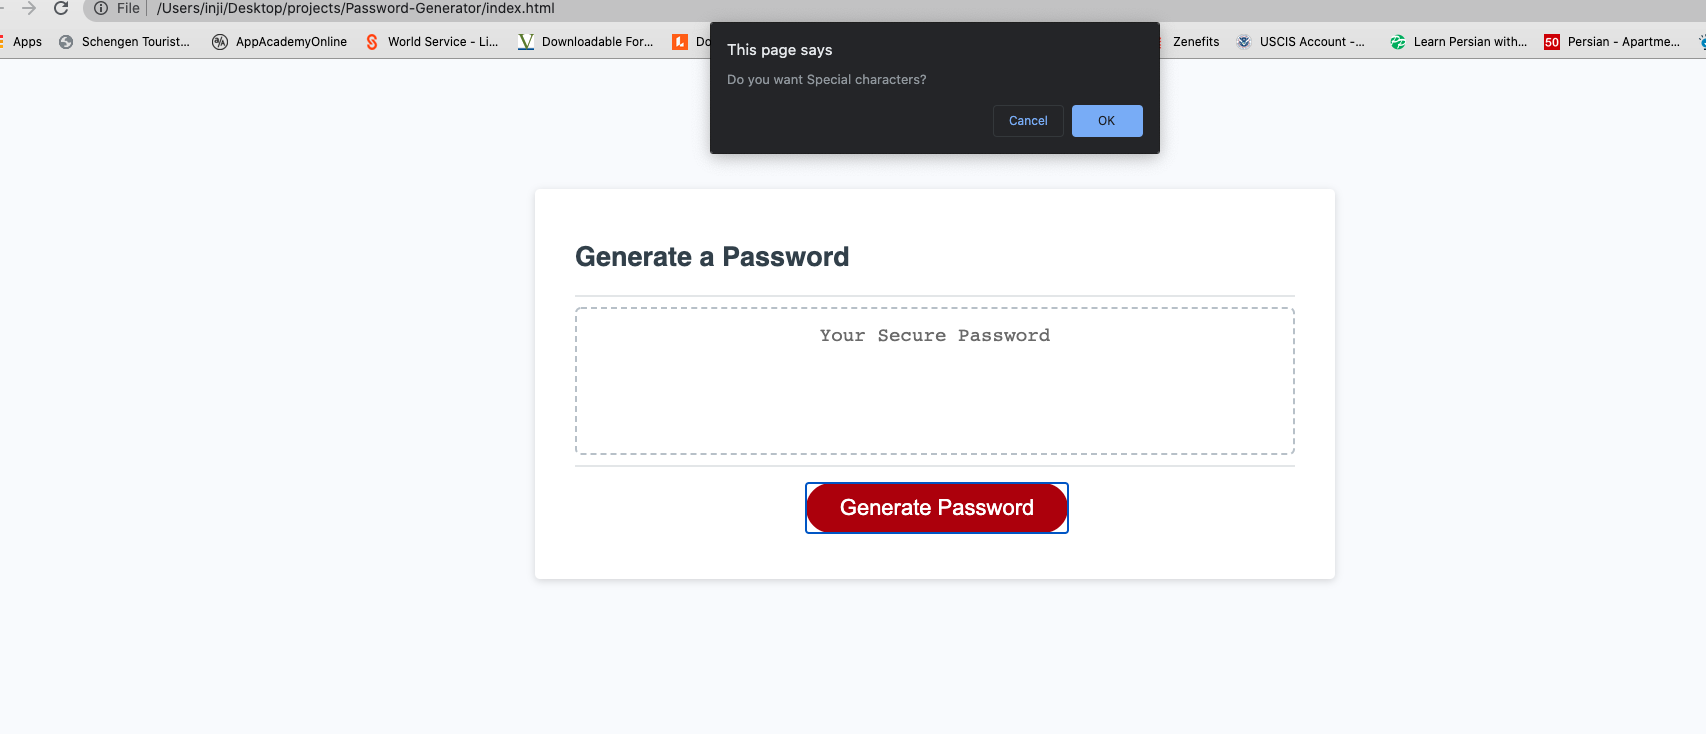 File /Users/inji/Desktop/projects/Password-Generator/index.html
Apps Schengen Tourist... AppAcademyOnline World Service - Li... Downloadable For... Do Zenefits USCIS Account -... Learn Persian with... 50 Persian - Apartme...
This page says
Do you want Special characters?
Cancel OK
Generate a Password
Your Secure Password
Generate Password